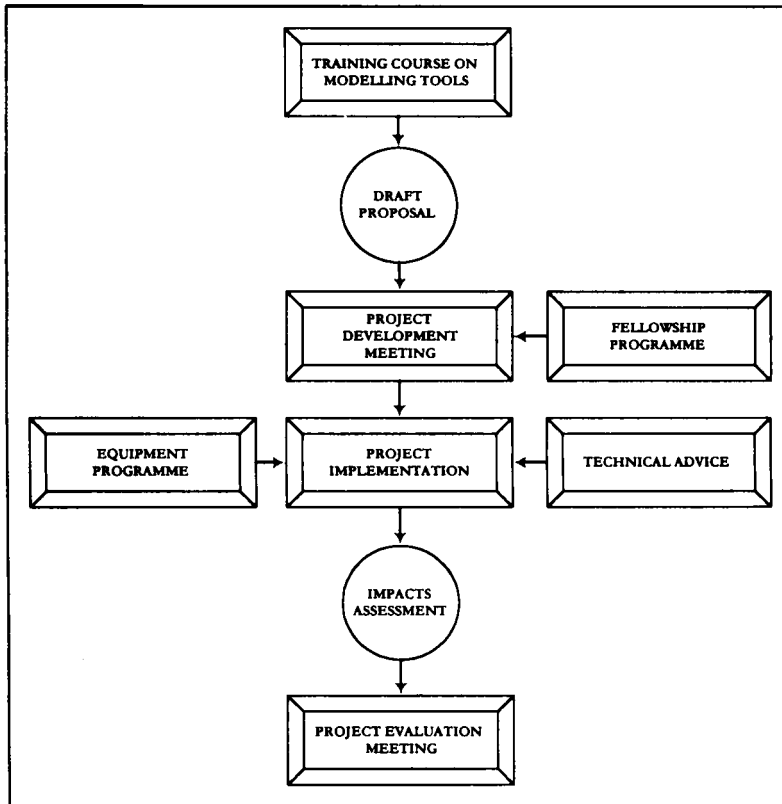 TRAINING COURSE ON
MODELLING TOOLS
DRAFT
PROPOSAL
PROJECT
DEVELOPMENT
MEETING
FELLOWSHIP
PROGRAMME
EQUIPMENT
PROGRAMME
PROJECT
IMPLEMENTATION
TECHNICAL ADVICE
IMPACTS
ASSESSMENT
PROJECT EVALUATION
MEETING